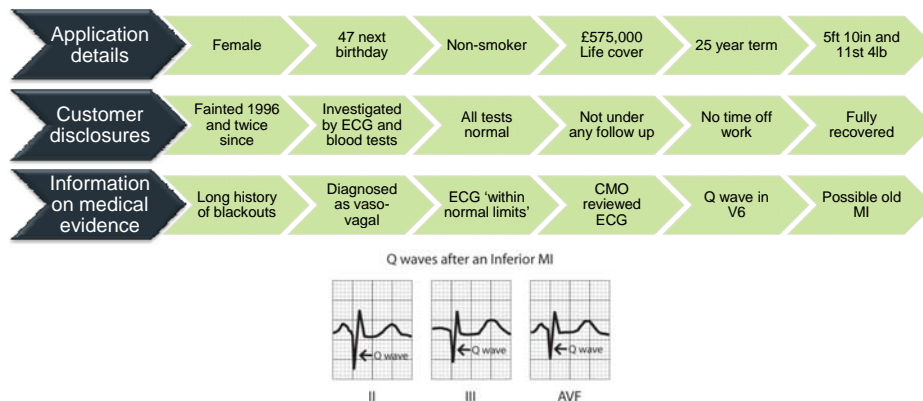 Application
details
Female
47 next
birthday
Non-smoker
£575,000
Life cover
25 year term
5ft 10in and
11st 4lb
Customer
disclosures
Fainted 1996
and twice
since
Investigated
by ECG and
blood tests
All tests
normal
Not under
any follow up
No time off
work
Fully
recovered
Information
on medical
evidence
Long history
of blackouts
Diagnosed
as vaso-
vagal
ECG ‘within
normal limits’
CMO
reviewed
ECG
Q wave in
V6
Possible old
MI
Q waves after an Inferior MI
Q wave
Q wave
Q wave
II
III
AVF